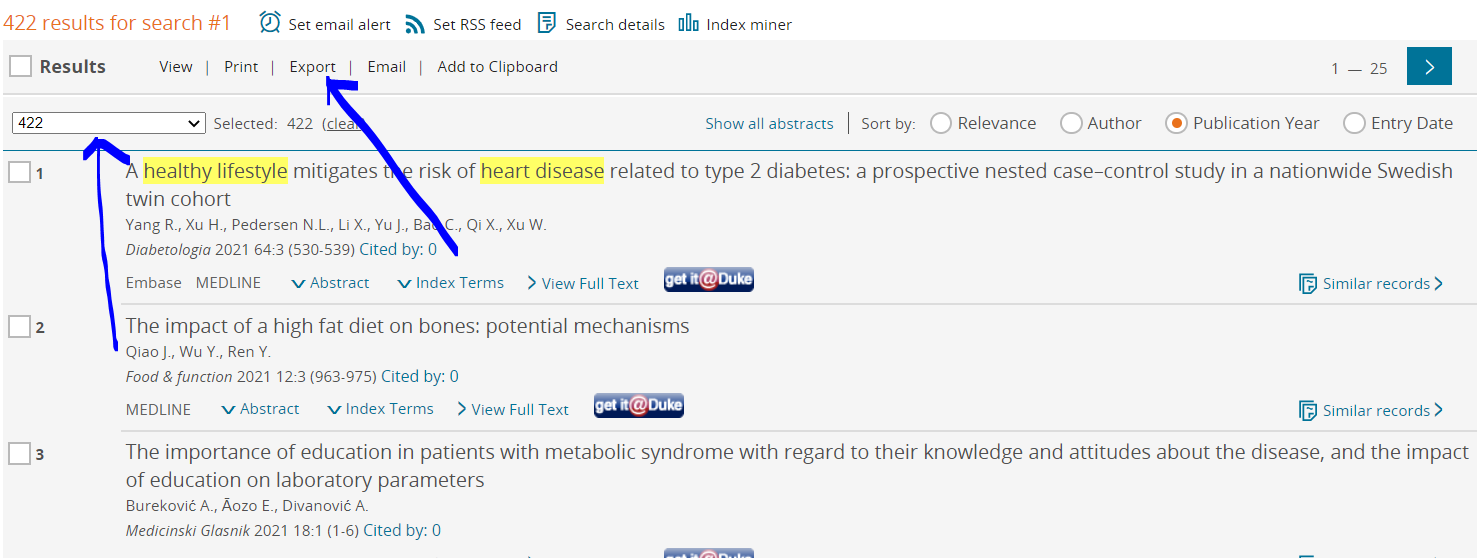 422 results for search #1 Set email alert Set RSS feed Search details Index miner
Results View | Print | Export | Email | Add to Clipboard 1 — 25
422 Selected: 422 (clear) Show all abstracts | Sort by: Relevance Author Publication Year Entry Date
1 A healthy lifestyle mitigates the risk of heart disease related to type 2 diabetes: a prospective nested case–control study in a nationwide Swedish
twin cohort
Yang R., Xu H., Pedersen N.L., Li X., Yu J., Bao C., Qi X., Xu W.
Diabetologia 2021 64:3 (530-539) Cited by: 0
Embase MEDLINE Abstract Index Terms View Full Text get it@Duke Similar records
2 The impact of a high fat diet on bones: potential mechanisms
Qiao J., Wu Y., Ren Y.
Food & function 2021 12:3 (963-975) Cited by: 0
MEDLINE Abstract Index Terms View Full Text get it@Duke Similar records
3 The importance of education in patients with metabolic syndrome with regard to their knowledge and attitudes about the disease, and the impact
of education on laboratory parameters
Bureković A., Āozo E., Divanović A.
Medicinski Glasnik 2021 18:1 (1-6) Cited by: 0
get it@Duke